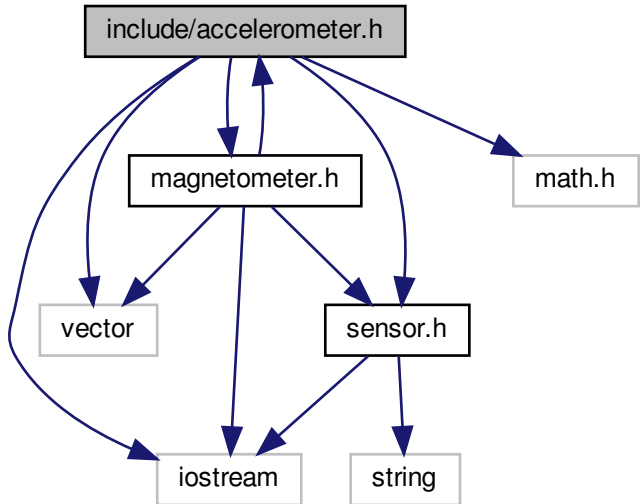 include/accelerometer.h
magnetometer.h
math.h
vector
sensor.h
iostream
string